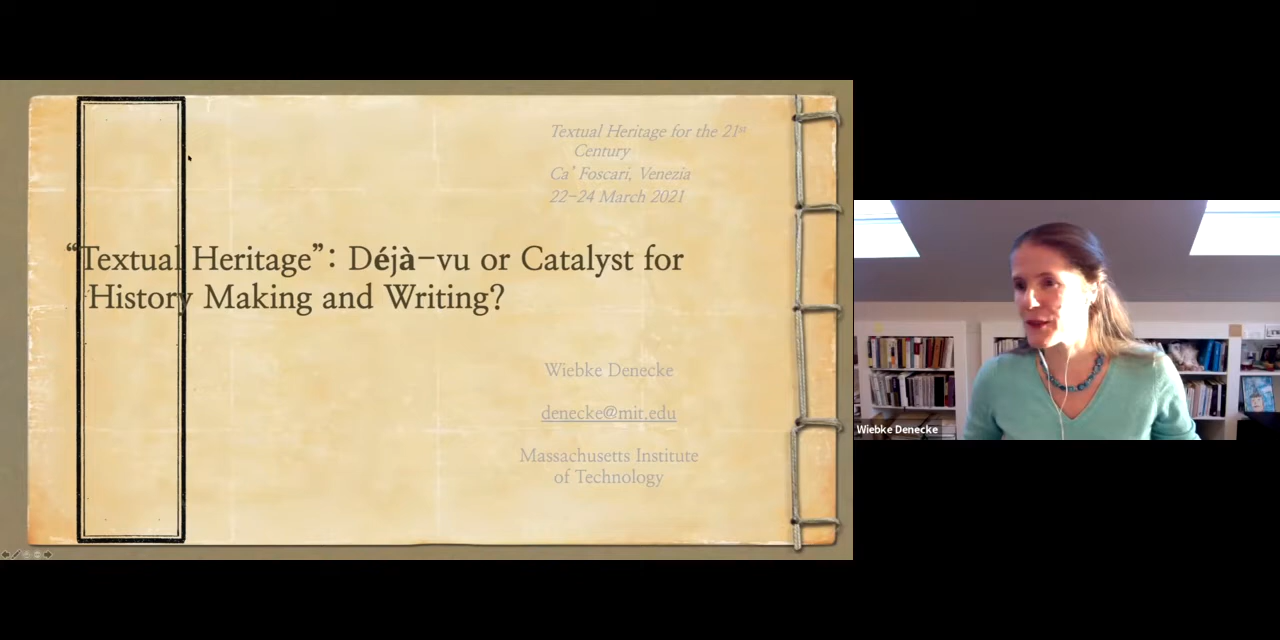 Textual Heritage for the 21st
Century
Ca' Foscari, Venezia
22-24 March 2021
“Textual Heritage”: Déjà-vu or Catalyst for
History Making and Writing?
Wiebke Denecke
denecke@mit.edu
Massachusetts Institute
of Technology
Wiebke Denecke